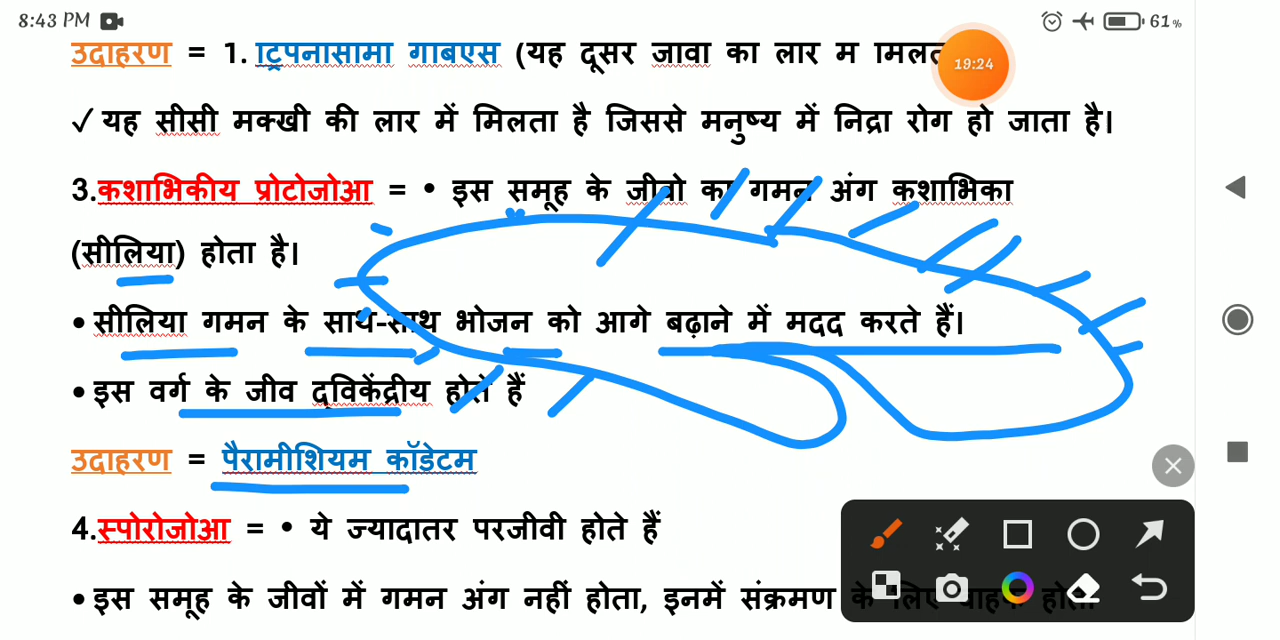 8:43 PM 61%
उदाहरण = 1. ट्रिपैनोसोमा गैंबिएंस (यह दूसरे जीवों की लार में मिलत
19:24
✓ यह सीसी मक्खी की लार में मिलता है जिससे मनुष्य में निद्रा रोग हो जाता है।
3.कशाभिकीय प्रोटोजोआ = • इस समूह के जीवो का गमन अंग कशाभिका
(सीलिया) होता है।
• सीलिया गमन के साथ-साथ भोजन को आगे बढ़ाने में मदद करते हैं।
• इस वर्ग के जीव द्विकेंद्रीय होते हैं
उदाहरण = पैरामीशियम कॉडेटम
4.स्पोरोजोआ = • ये ज्यादातर परजीवी होते हैं
• इस समूह के जीवों में गमन अंग नहीं होता, इनमें संक्रमण के लिए वाहक होता